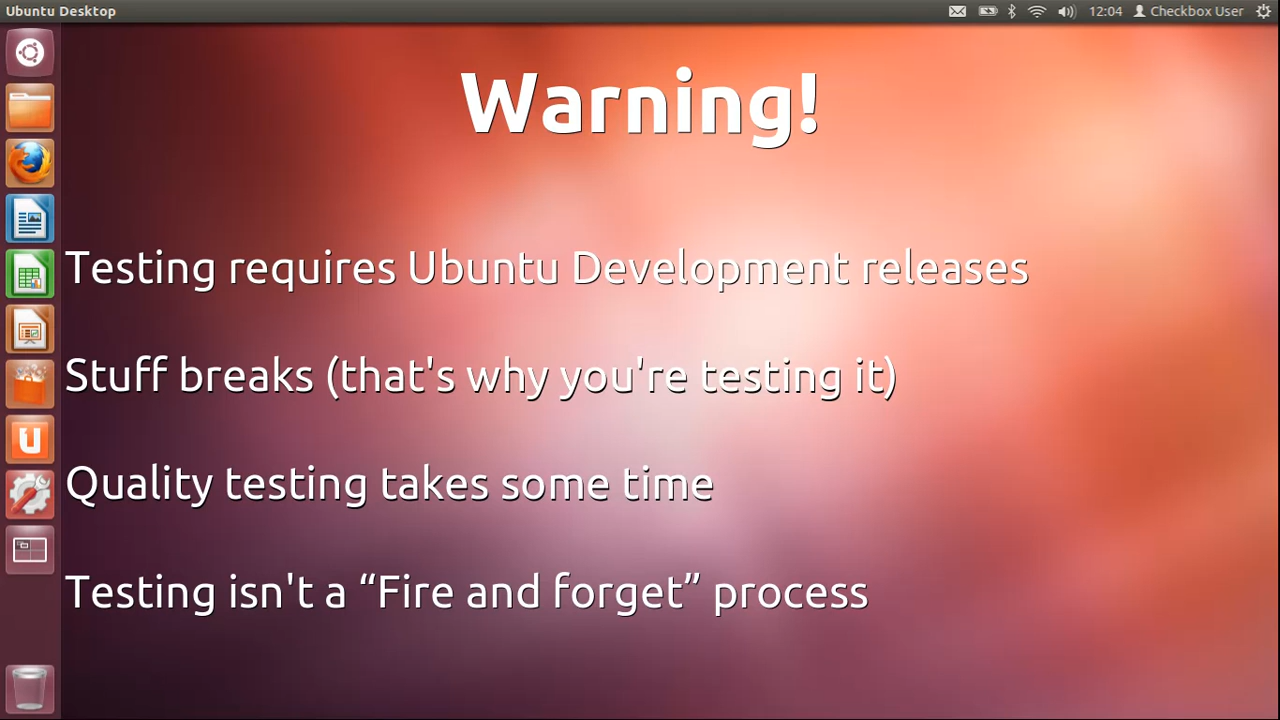 Ubuntu Desktop
12:04
Checkbox User
Warning!
Testing requires Ubuntu Development releases
Stuff breaks (that's why you're testing it)
Quality testing takes some time
Testing isn't a “Fire and forget” process